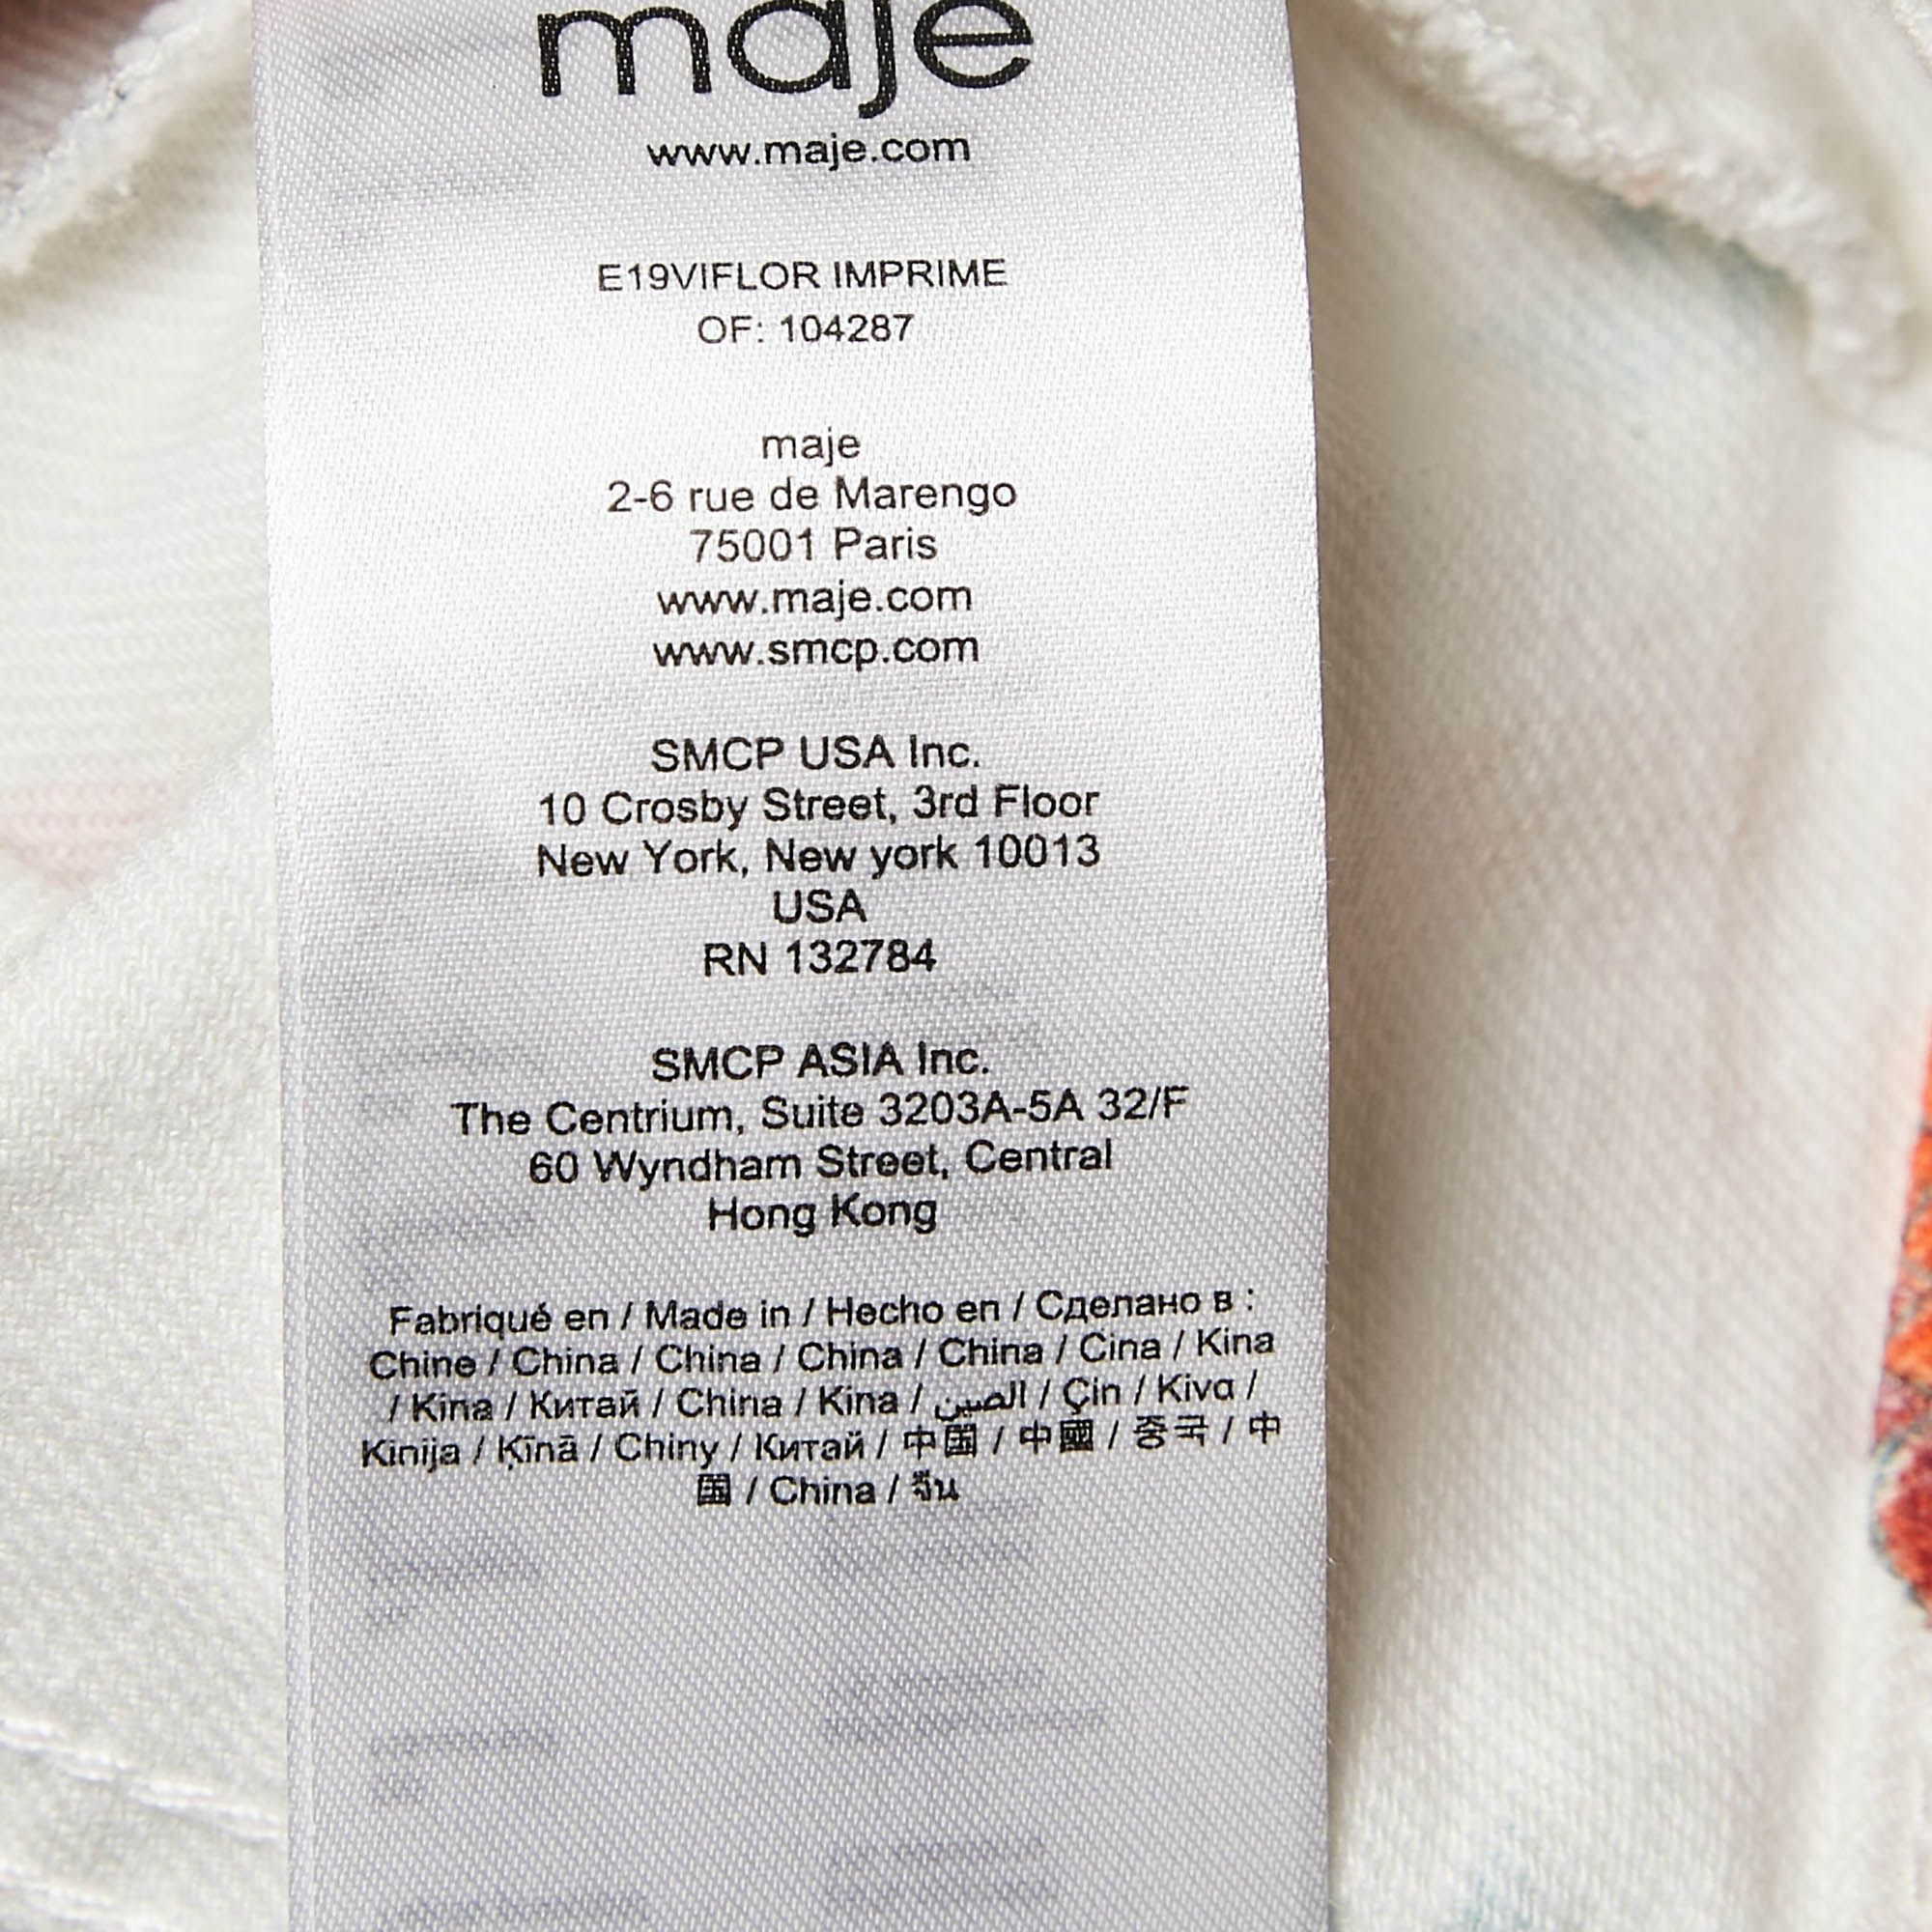 maje
www.maje.com
E19VIFLOR IMPRIME
OF: 104287
maje
2-6 rue de Marengo
75001 Paris
www.maje.com
www.smcp.com
SMCP USA Inc.
10 Crosby Street, 3rd Floor
New York, New york 10013
USA
RN 132784
SMCP ASIA Inc.
The Centrium, Suite 3203A-5A 32/F
60 Wyndham Street, Central
Hong Kong
Fabriqué en / Made in / Hecho en / Сделано в :
Chine / China / China / China / China / Cina / Kina
/ Kina / Китай / China / Kina / الصين / Çin / Kivα /
Kinija / Ķīnā / Chiny / Китай / 中国 / 中國 / 중국 / 中
国 / China / จีน